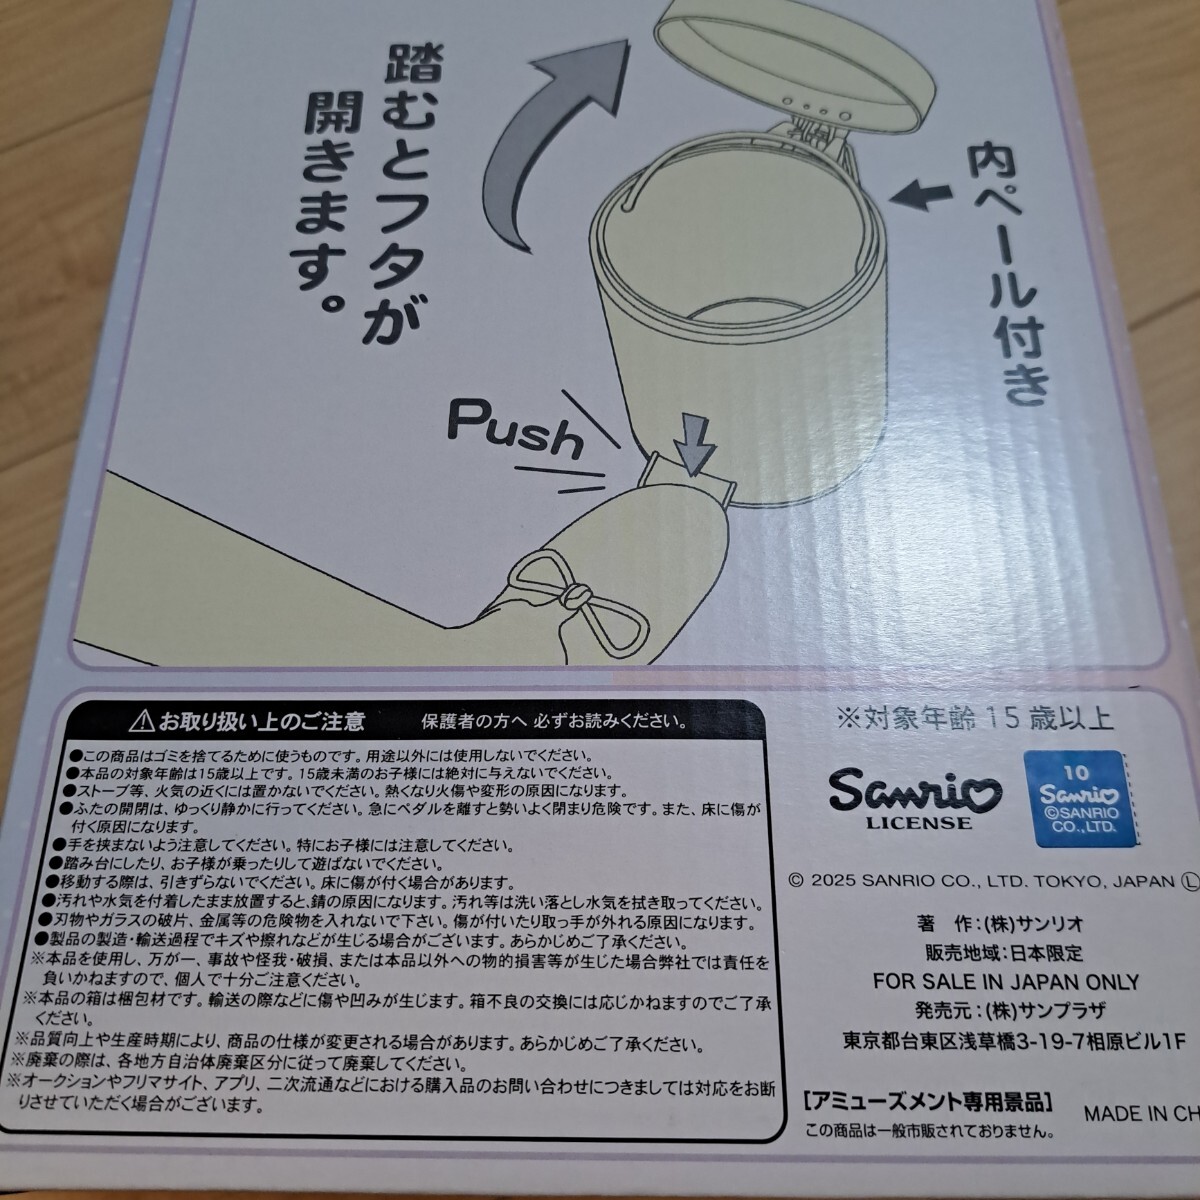 踏むとフタが
開きます。
内ペール付き
Push
⚠お取り扱い上のご注意 保護者の方へ 必ずお読みください。
●この商品はゴミを捨てるために使うものです。用途以外には使用しないでください。
●本品の対象年齢は15歳以上です。15歳未満のお子様には絶対に与えないでください。
●ストーブ等、火気の近くには置かないでください。熱くなり火傷や変形の原因になります。
●ふたの開閉は、ゆっくり静かに行ってください。急にペダルを離すと勢いよく閉まり危険です。また、床に傷が
付く原因になります。
●手を挟まないよう注意してください。特にお子様には注意してください。
●踏み台にしたり、お子様が乗ったりして遊ばないでください。
●移動する際は、引きずらないでください。床に傷が付く場合があります。
●汚れや水気を付着したまま放置すると、錆の原因になります。汚れ等は洗い落とし水気を拭き取ってください。
●刃物やガラスの破片、金属等の危険物を入れないで下さい。傷が付いたり取っ手が外れる原因になります。
●製品の製造・輸送過程でキズや擦れなどが生じる場合がございます。あらかじめご了承ください。
※本品を使用し、万が一、事故や怪我・破損、または本品以外への物的損害等が生じた場合弊社では責任を
負いかねますので、個人で十分ご注意ください。
※本品の箱は梱包材です。輸送の際などに傷や凹みが生じます。箱不良の交換には応じかねますのでご了承
ください。
※品質向上や生産時期により、商品の仕様が変更される場合があります。あらかじめご了承ください。
※廃棄の際は、各地方自治体廃棄区分に従って廃棄してください。
※オークションやフリマサイト、アプリ、二次流通などにおける購入品のお問い合わせにつきましては対応をお断
りさせていただく場合がございます。
※対象年齢15歳以上
Sanrio
LICENSE
10
Sanrio
©SANRIO
CO.,LTD.
© 2025 SANRIO CO., LTD. TOKYO, JAPAN Ⓛ
著 作：(株)サンリオ
販売地域：日本限定
FOR SALE IN JAPAN ONLY
発売元：(株)サンプラザ
東京都台東区浅草橋3-19-7相原ビル1F
[アミューズメント専用景品]
この商品は一般市販されておりません。
MADE IN CH